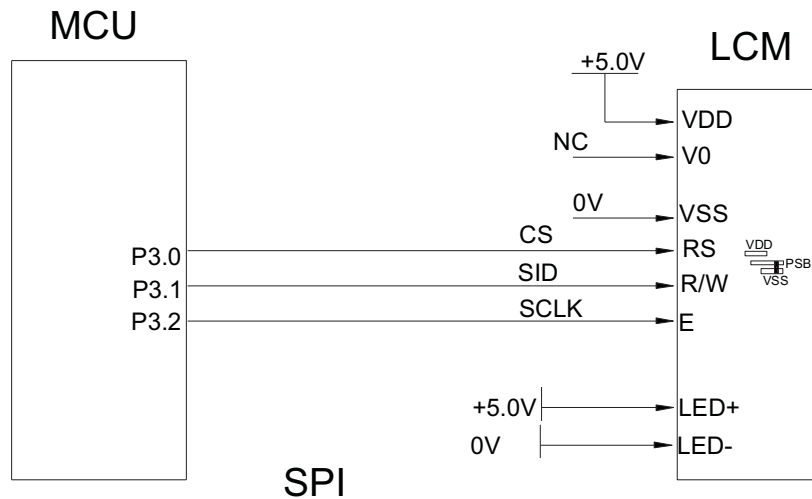 MCU
LCM
+5.0V
VDD
NC
V0
0V
VSS
CS
P3.0
RS
VDD
PSB
VSS
SID
P3.1
R/W
SCLK
P3.2
E
+5.0V
LED+
0V
LED-
SPI